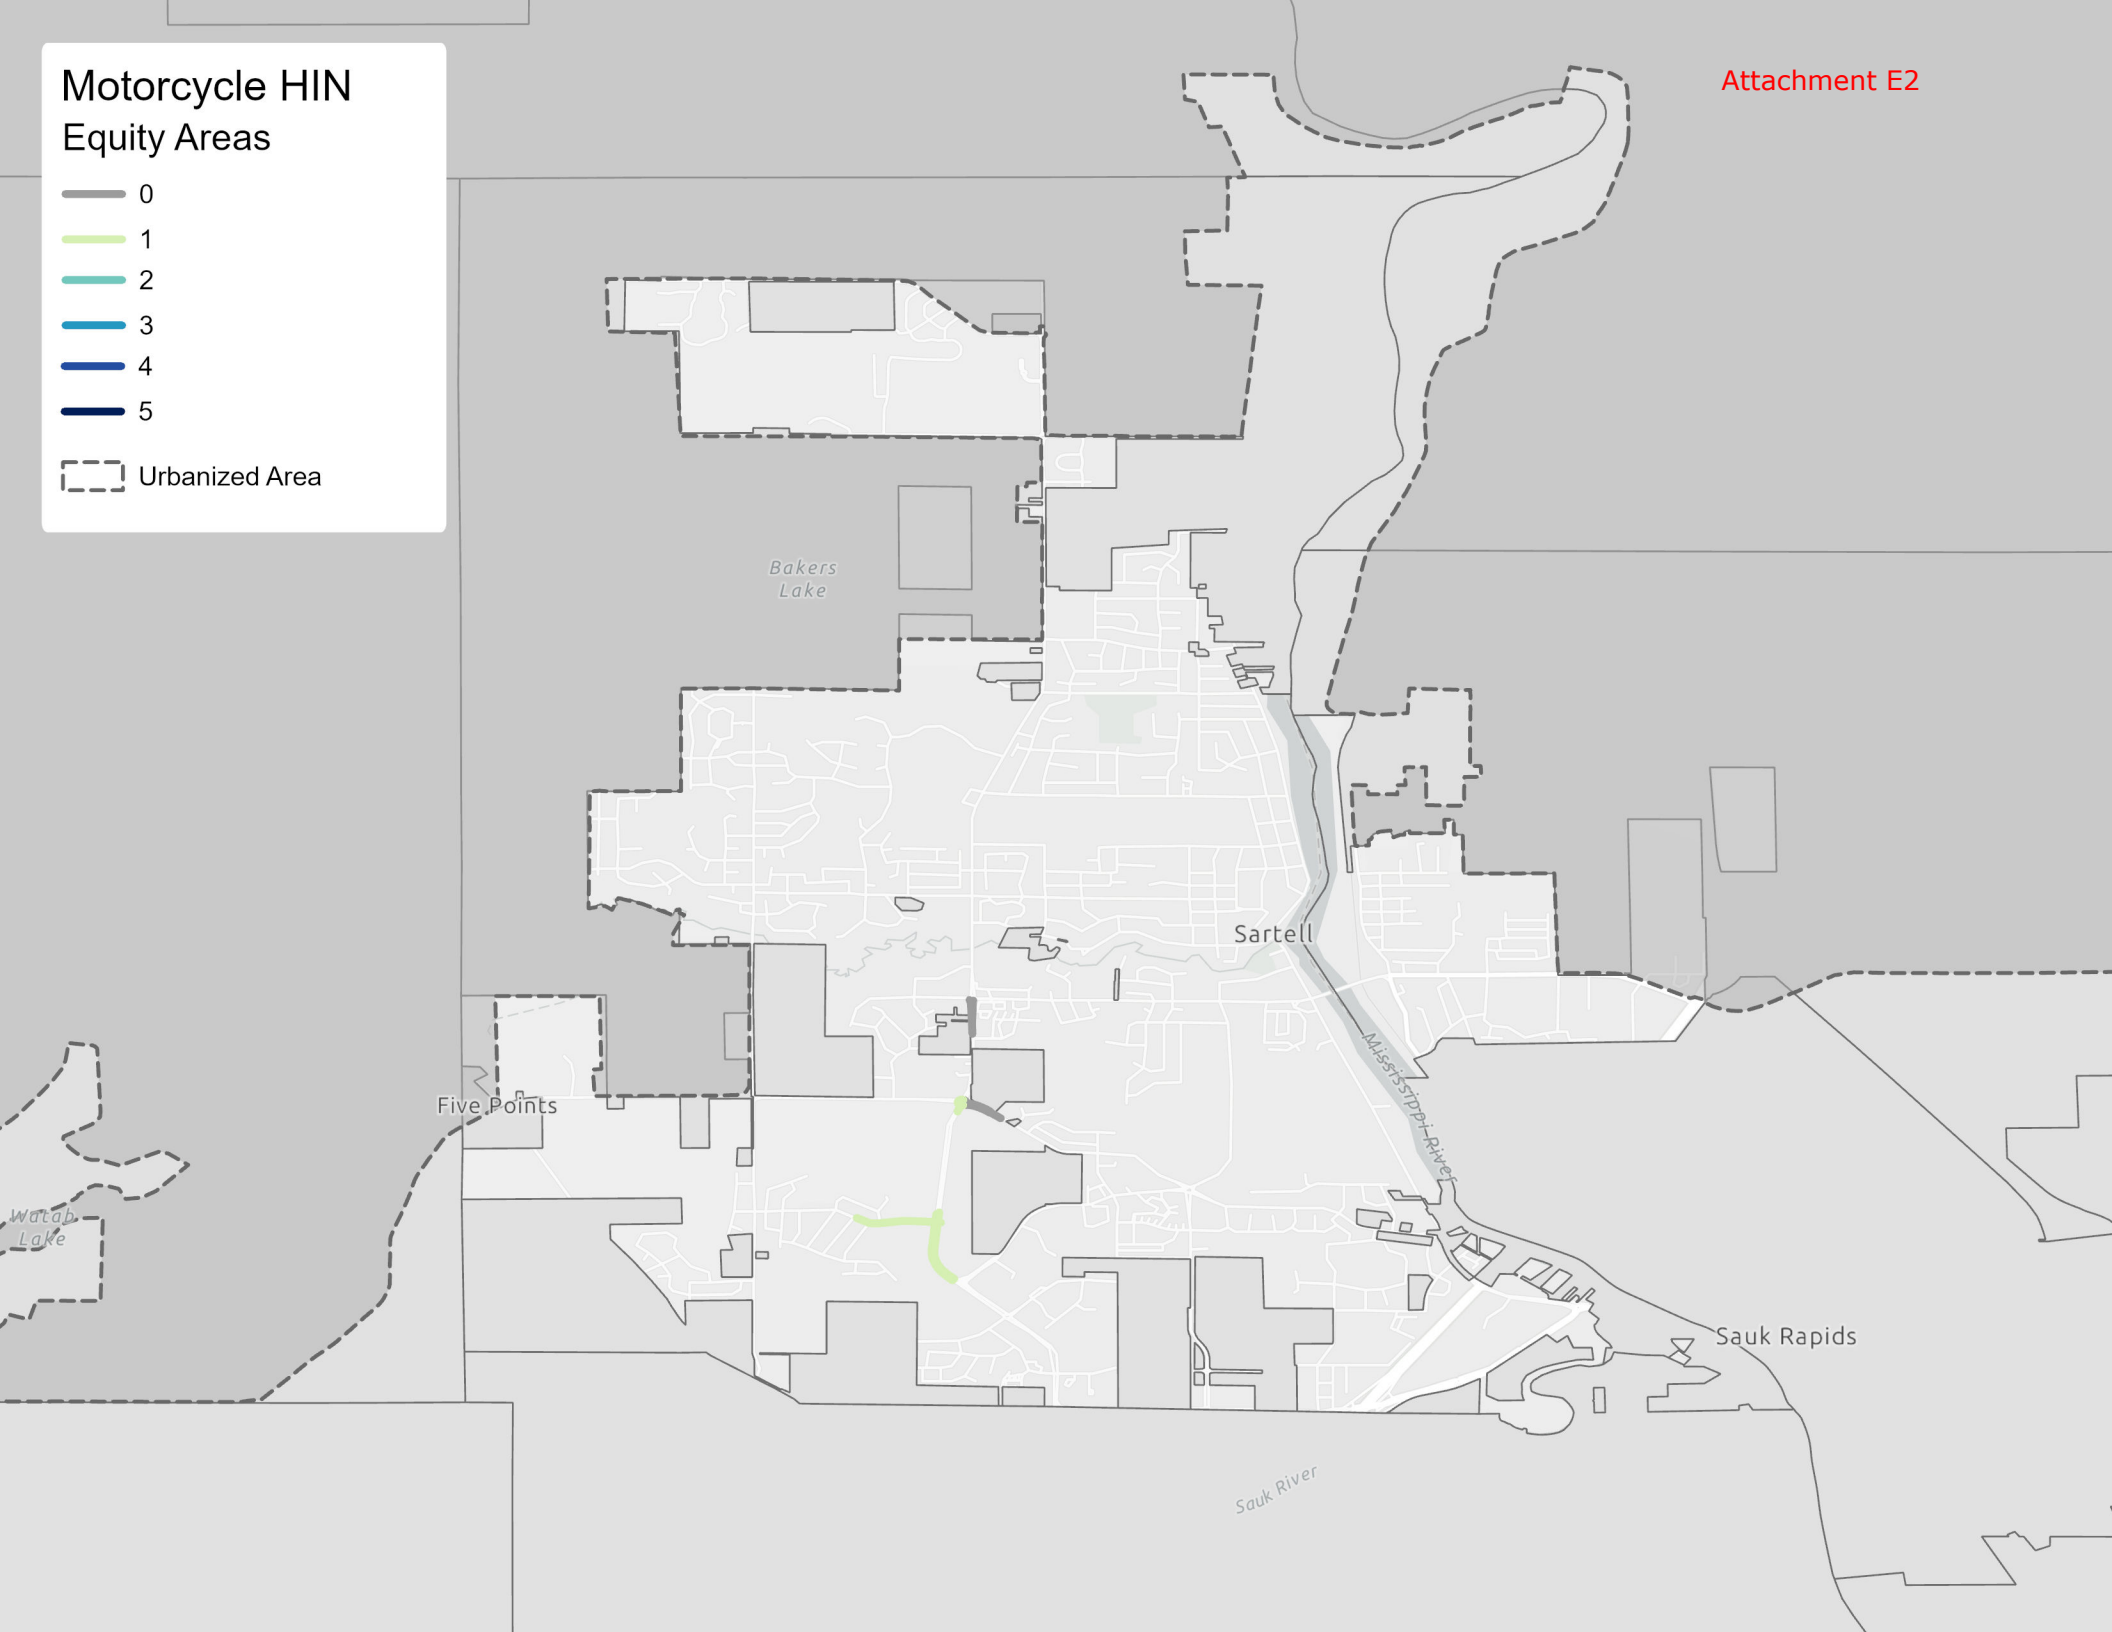 Motorcycle HIN
Equity Areas
0
1
2
3
4
5
Urbanized Area
Attachment E2
Bakers
Lake
Sartell
Mississippi River
Five Points
Watab
Lake
Sauk Rapids
Sauk River